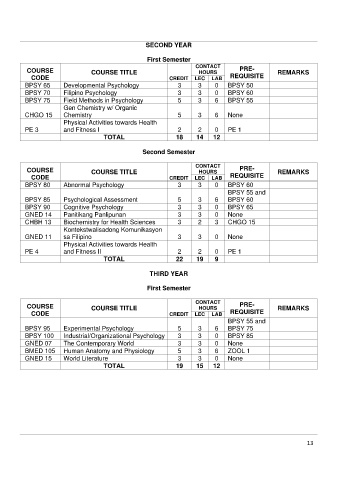 SECOND YEAR
First Semester
COURSE CODE COURSE TITLE CREDIT CONTACT HOURS LEC LAB PRE-REQUISITE REMARKS
BPSY 65 Developmental Psychology 3 3 0 BPSY 50
BPSY 70 Filipino Psychology 3 3 0 BPSY 60
BPSY 75 Field Methods in Psychology 5 3 6 BPSY 55
CHGO 15 Gen Chemistry w/ Organic Chemistry 5 3 6 None
PE 3 Physical Activities towards Health and Fitness I 2 2 0 PE 1
TOTAL 18 14 12
Second Semester
COURSE CODE COURSE TITLE CREDIT CONTACT HOURS LEC LAB PRE-REQUISITE REMARKS
BPSY 80 Abnormal Psychology 3 3 0 BPSY 60
BPSY 85 Psychological Assessment 5 3 6 BPSY 55 and BPSY 60
BPSY 90 Cognitive Psychology 3 3 0 BPSY 65
GNED 14 Panitikang Panlipunan 3 3 0 None
CHBH 13 Biochemistry for Health Sciences 3 2 3 CHGO 15
GNED 11 Kontekstwalisadong Komunikasyon sa Filipino 3 3 0 None
PE 4 Physical Activities towards Health and Fitness II 2 2 0 PE 1
TOTAL 22 19 9
THIRD YEAR
First Semester
COURSE CODE COURSE TITLE CREDIT CONTACT HOURS LEC LAB PRE-REQUISITE REMARKS
BPSY 95 Experimental Psychology 5 3 6 BPSY 55 and BPSY 75
BPSY 100 Industrial/Organizational Psychology 3 3 0 BPSY 85
GNED 07 The Contemporary World 3 3 0 None
BMED 105 Human Anatomy and Physiology 5 3 6 ZOOL 1
GNED 15 World Literature 3 3 0 None
TOTAL 19 15 12
13